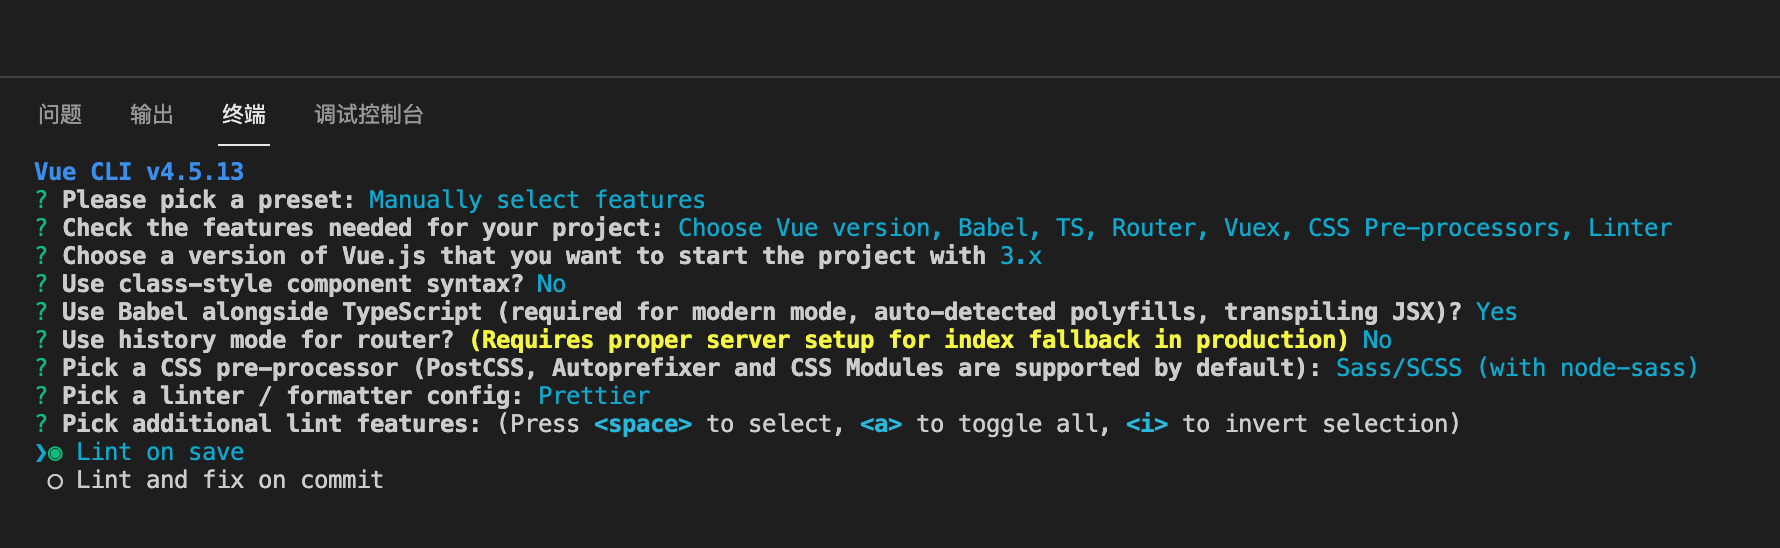 问题 输出 终端 调试控制台
Vue CLI v4.5.13
? Please pick a preset: Manually select features
? Check the features needed for your project: Choose Vue version, Babel, TS, Router, Vuex, CSS Pre-processors, Linter
? Choose a version of Vue.js that you want to start the project with 3.x
? Use class-style component syntax? No
? Use Babel alongside TypeScript (required for modern mode, auto-detected polyfills, transpiling JSX)? Yes
? Use history mode for router? (Requires proper server setup for index fallback in production) No
? Pick a CSS pre-processor (PostCSS, Autoprefixer and CSS Modules are supported by default): Sass/SCSS (with node-sass)
? Pick a linter / formatter config: Prettier
? Pick additional lint features: (Press <space> to select, <a> to toggle all, <i> to invert selection)
❯◉ Lint on save
○ Lint and fix on commit